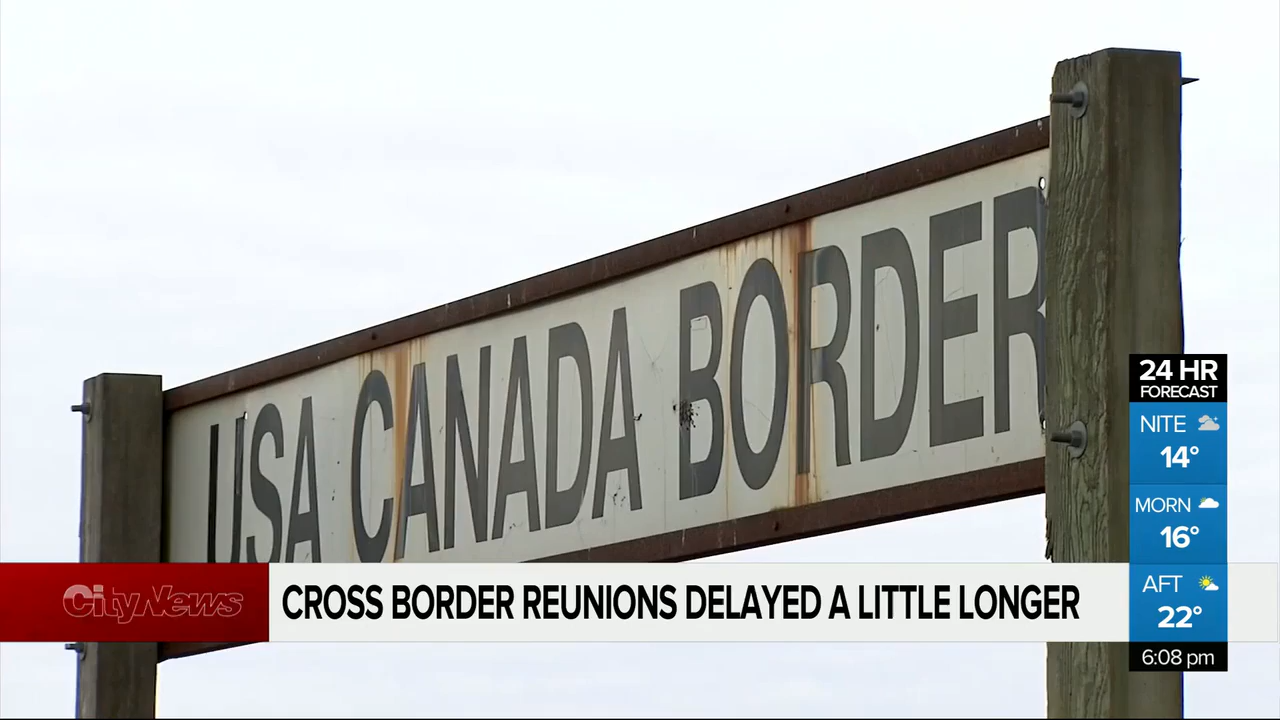 USA CANADA BORDER
24 HR
FORECAST
NITE
14°
MORN
16°
AFT
22°
6:08 pm
CityNews
CROSS BORDER REUNIONS DELAYED A LITTLE LONGER